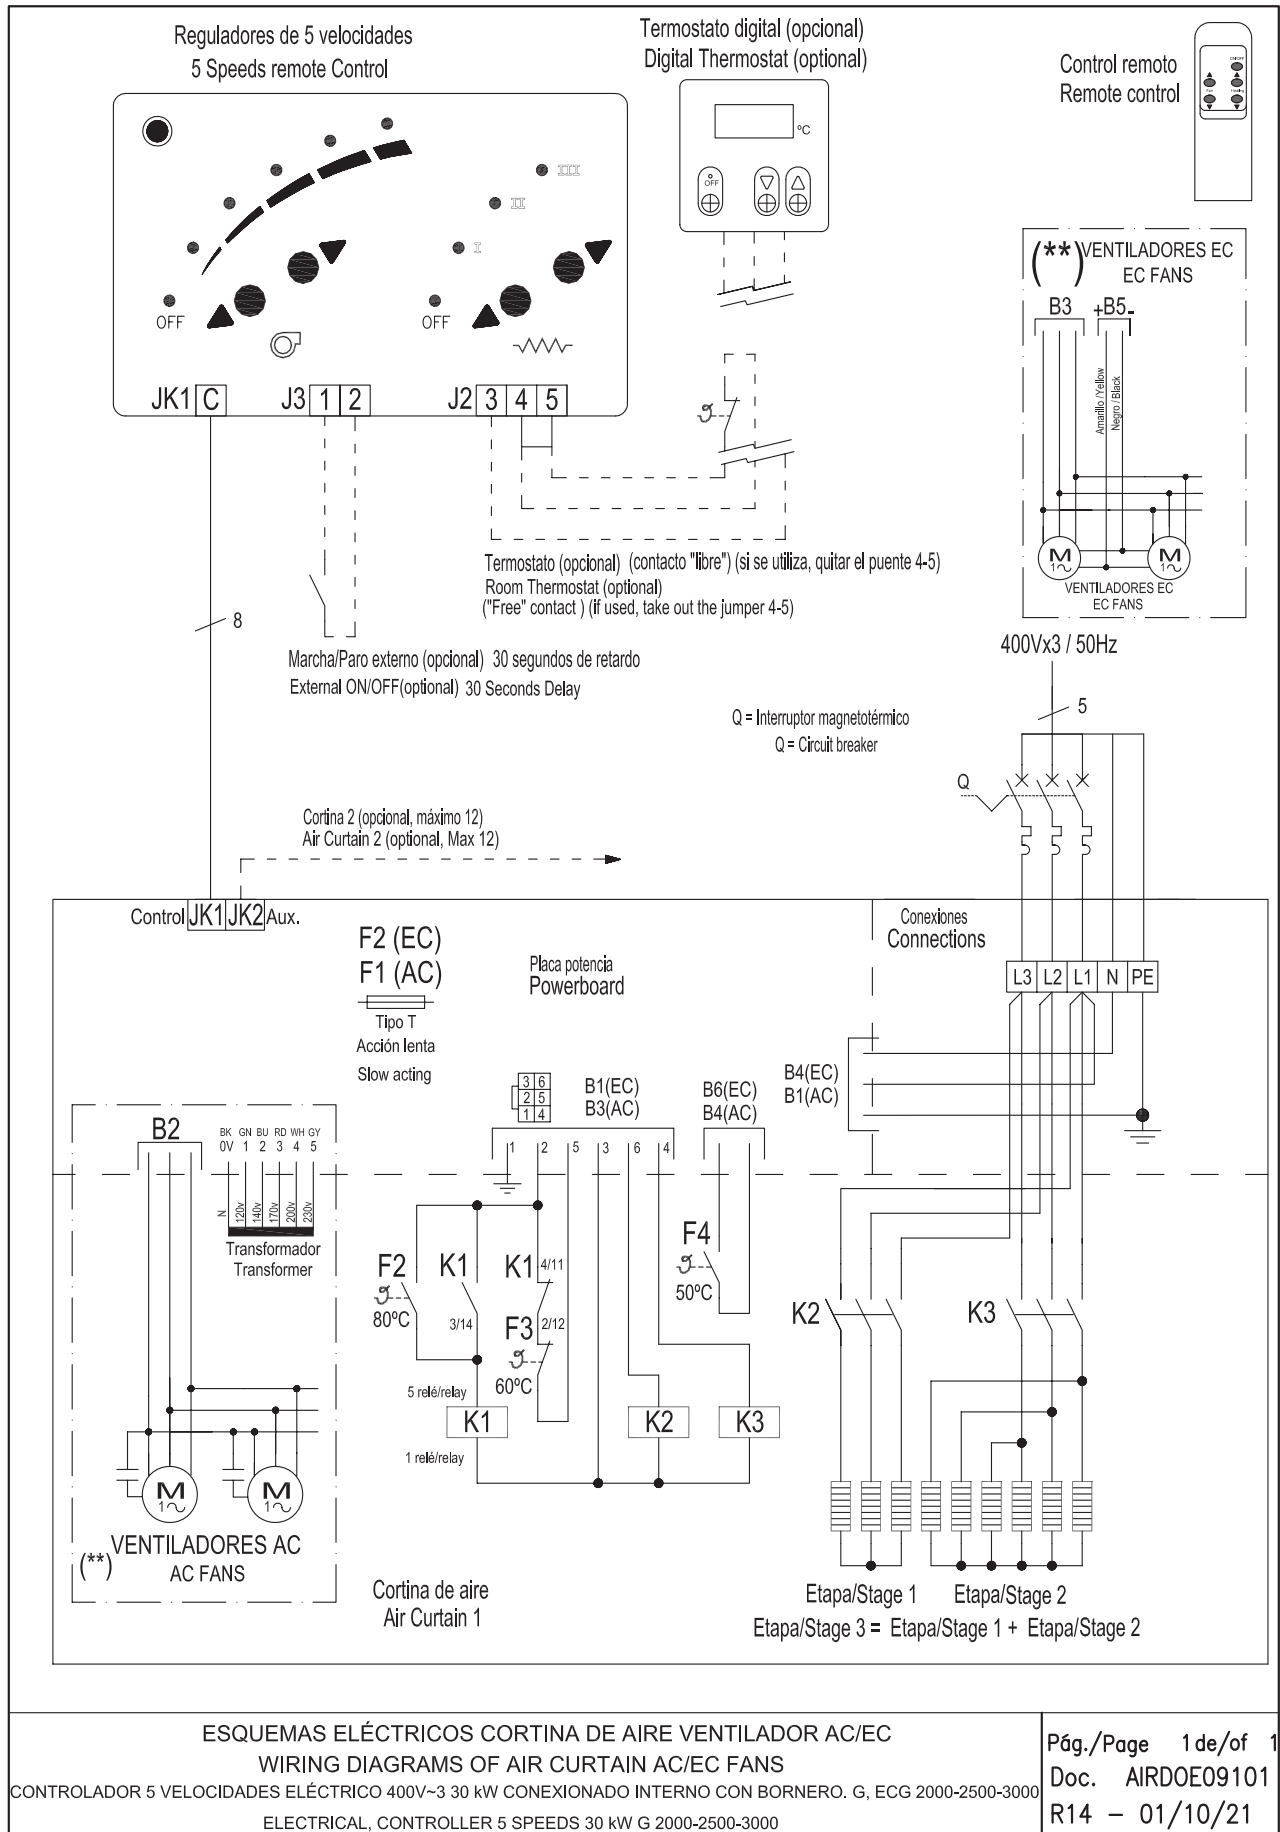 Reguladores de 5 velocidades
5 Speeds remote Control
Termostato digital (opcional)
Digital Thermostat (optional)
Control remoto
Remote control
ON/OFF
Fan
Heating
ºC
OFF
III
II
I
OFF
OFF
JK1 C
J3 1 2
J2 3 4 5
(**) VENTILADORES EC
EC FANS
B3
+B5-
Amarillo /Yellow
Negro / Black
M
1
M
1
VENTILADORES EC
EC FANS
Termostato (opcional) (contacto "libre") (si se utiliza, quitar el puente 4-5)
Room Thermostat (optional)
("Free" contact ) (if used, take out the jumper 4-5)
8
Marcha/Paro externo (opcional) 30 segundos de retardo
External ON/OFF(optional) 30 Seconds Delay
400Vx3 / 50Hz
5
Q = Interruptor magnetotérmico
Q = Circuit breaker
Q
Cortina 2 (opcional, máximo 12)
Air Curtain 2 (optional, Max 12)
Control JK1 JK2 Aux.
F2 (EC)
F1 (AC)
Tipo T
Acción lenta
Slow acting
Placa potencia
Powerboard
Conexiones
Connections
L3 L2 L1 N PE
3 6
2 5
1 4
B1(EC)
B3(AC)
B6(EC)
B4(AC)
B4(EC)
B1(AC)
1 2 5 3 6 4
B2
BK GN BU RD WH GY
0V 1 2 3 4 5
N 120v 140v 170v 200v 230v
Transformador
Transformer
F2
80ºC
K1
3/14
K1
4/11
F3
2/12
60ºC
F4
50ºC
K2
K3
5 relé/relay
K1
1 relé/relay
K2
K3
M
1
M
1
VENTILADORES AC
(**)
AC FANS
Cortina de aire
Air Curtain 1
Etapa/Stage 1
Etapa/Stage 2
Etapa/Stage 3 = Etapa/Stage 1 + Etapa/Stage 2
ESQUEMAS ELÉCTRICOS CORTINA DE AIRE VENTILADOR AC/EC
WIRING DIAGRAMS OF AIR CURTAIN AC/EC FANS
CONTROLADOR 5 VELOCIDADES ELÉCTRICO 400V~3 30 kW CONEXIONADO INTERNO CON BORNERO. G, ECG 2000-2500-3000
ELECTRICAL, CONTROLLER 5 SPEEDS 30 kW G 2000-2500-3000
Pág./Page 1 de/of 1
Doc. AIRDOE09101
R14 – 01/10/21